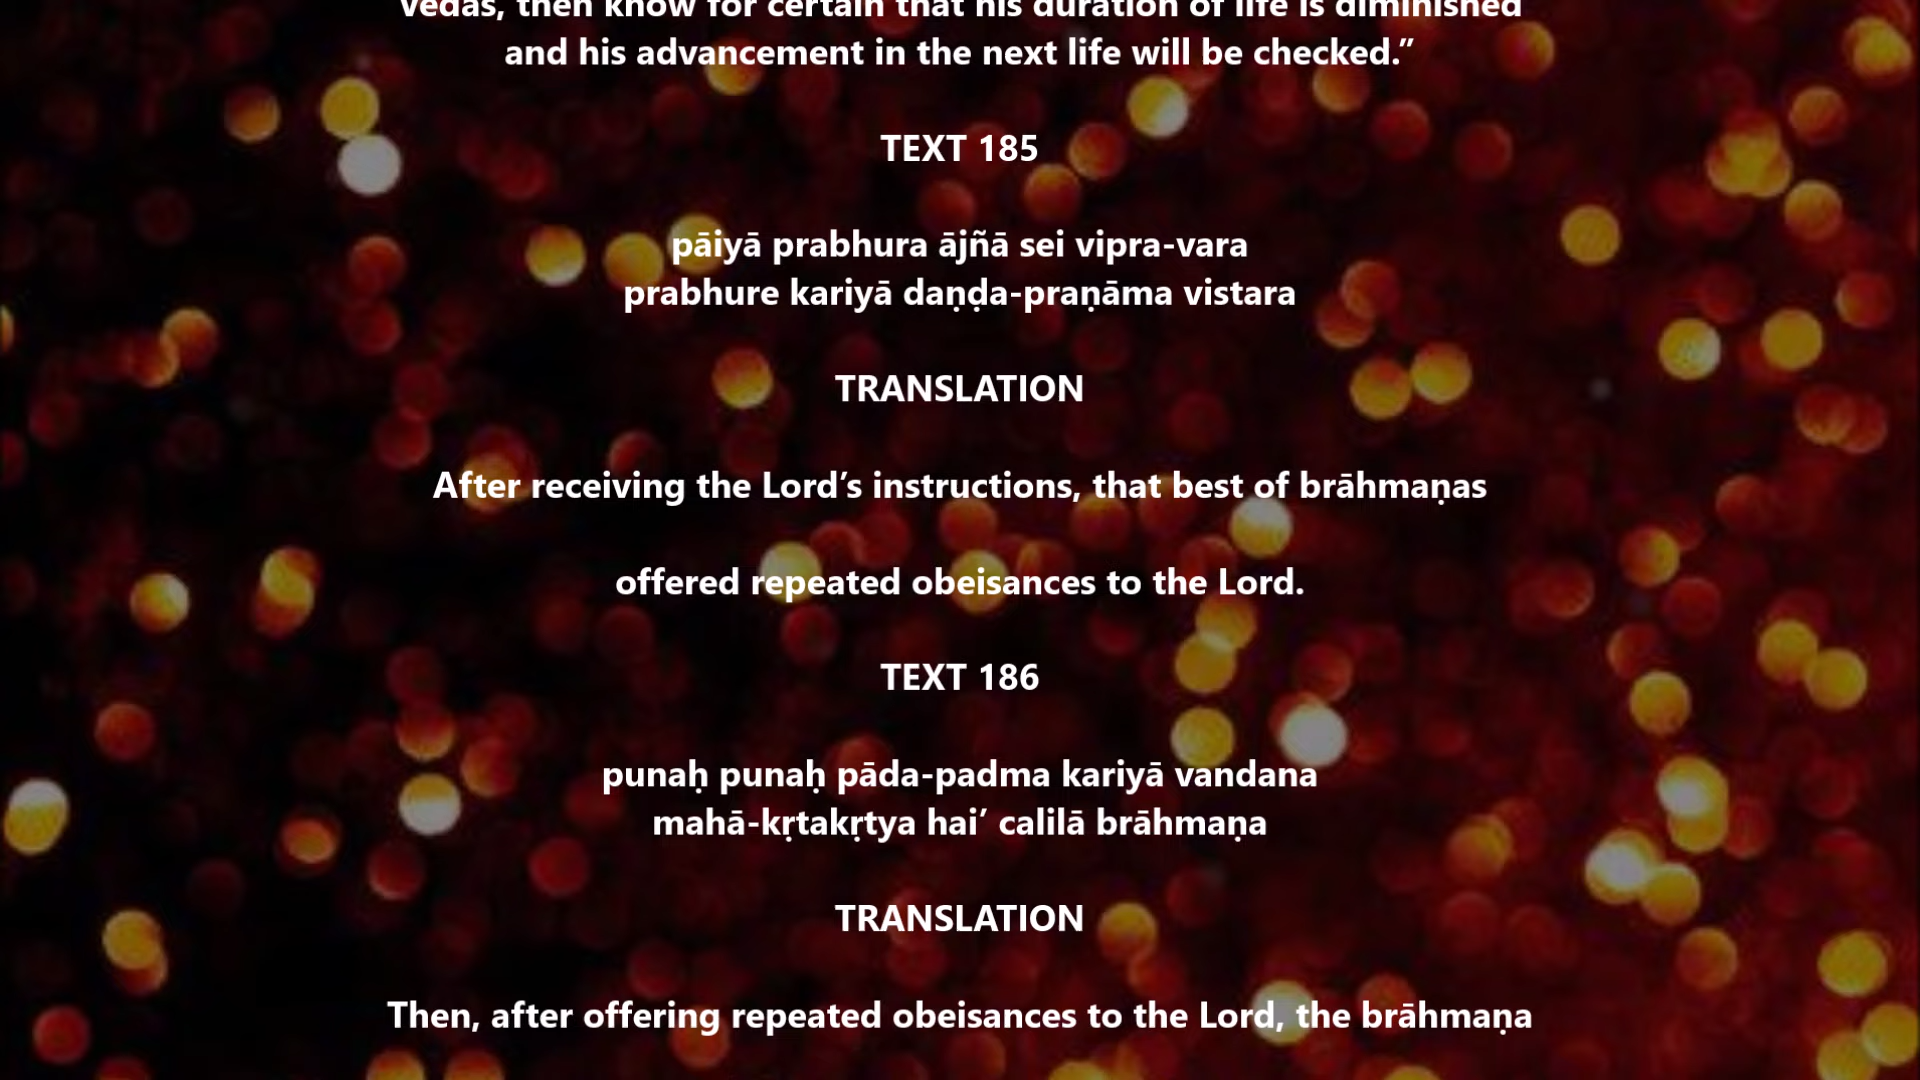 Vedas, then know for certain that his duration of life is diminished
and his advancement in the next life will be checked.”
TEXT 185
pāiyā prabhura ājñā sei vipra-vara
prabhure kariyā daṇḍa-praṇāma vistara
TRANSLATION
After receiving the Lord’s instructions, that best of brāhmaṇas
offered repeated obeisances to the Lord.
TEXT 186
punaḥ punaḥ pāda-padma kariyā vandana
mahā-kṛtakṛtya hai’ calilā brāhmaṇa
TRANSLATION
Then, after offering repeated obeisances to the Lord, the brāhmaṇa